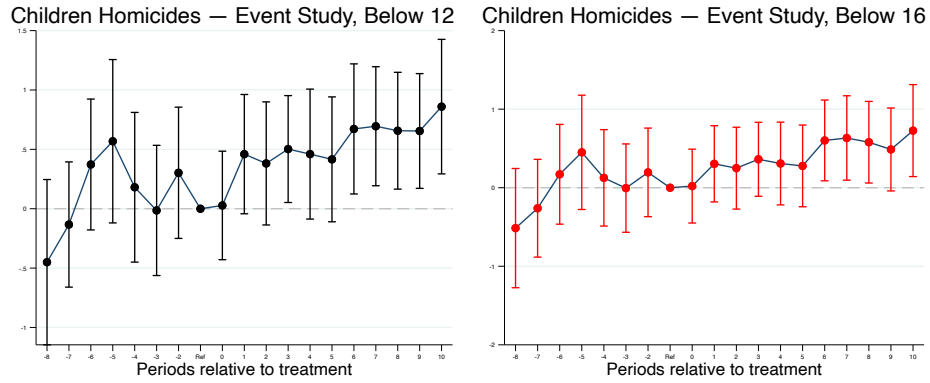 Children Homicides — Event Study, Below 12
1.5
1
.5
0
-.5
-1
-8 -7 -6 -5 -4 -3 -2 Ref 0 1 2 3 4 5 6 7 8 9 10
Periods relative to treatment
Children Homicides — Event Study, Below 16
2
1
0
-1
-2
-8 -7 -6 -5 -4 -3 -2 Ref 0 1 2 3 4 5 6 7 8 9 10
Periods relative to treatment